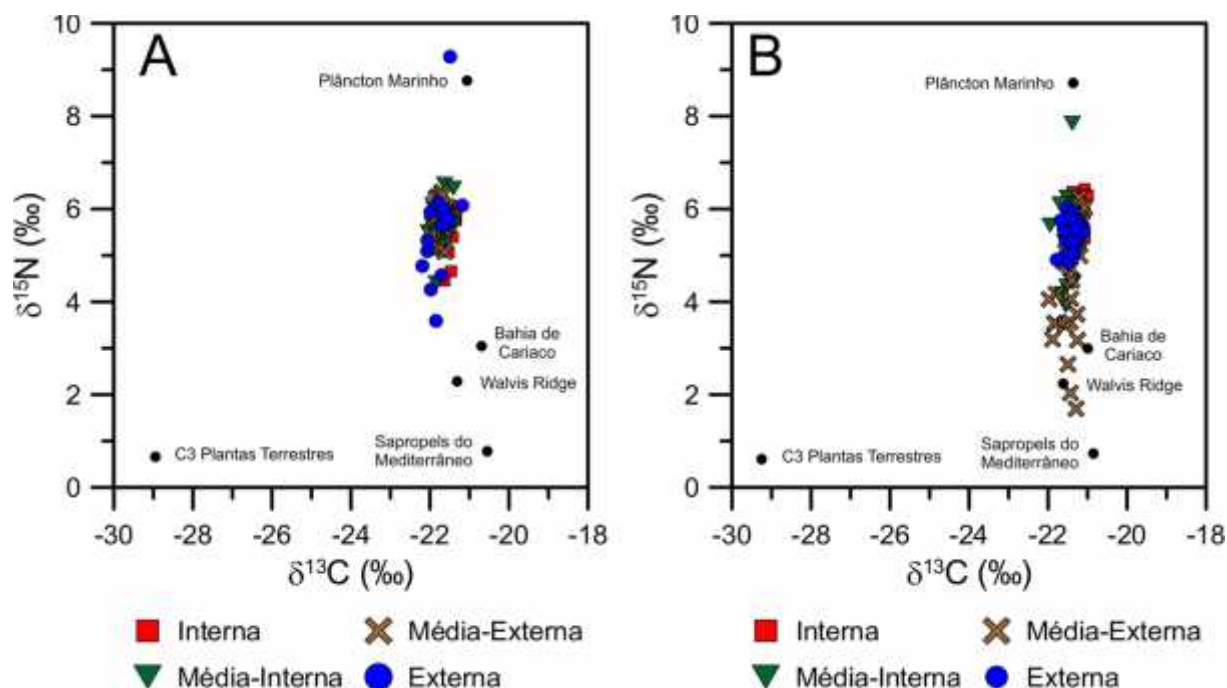 A
10
8
6
4
2
0
δ¹⁵N (‰)
Plâncton Marinho
Bahia de
Cariaco
Walvis Ridge
Sapropels do
Mediterrâneo
C3 Plantas Terrestres
-30 -28 -26 -24 -22 -20 -18
δ¹³C (‰)
Interna
Média-Externa
Média-Interna
Externa
B
10
8
6
4
2
0
δ¹⁵N (‰)
Plâncton Marinho
Bahia de
Cariaco
Walvis Ridge
Sapropels do
Mediterrâneo
C3 Plantas Terrestres
-30 -28 -26 -24 -22 -20 -18
δ¹³C (‰)
Interna
Média-Externa
Média-Interna
Externa